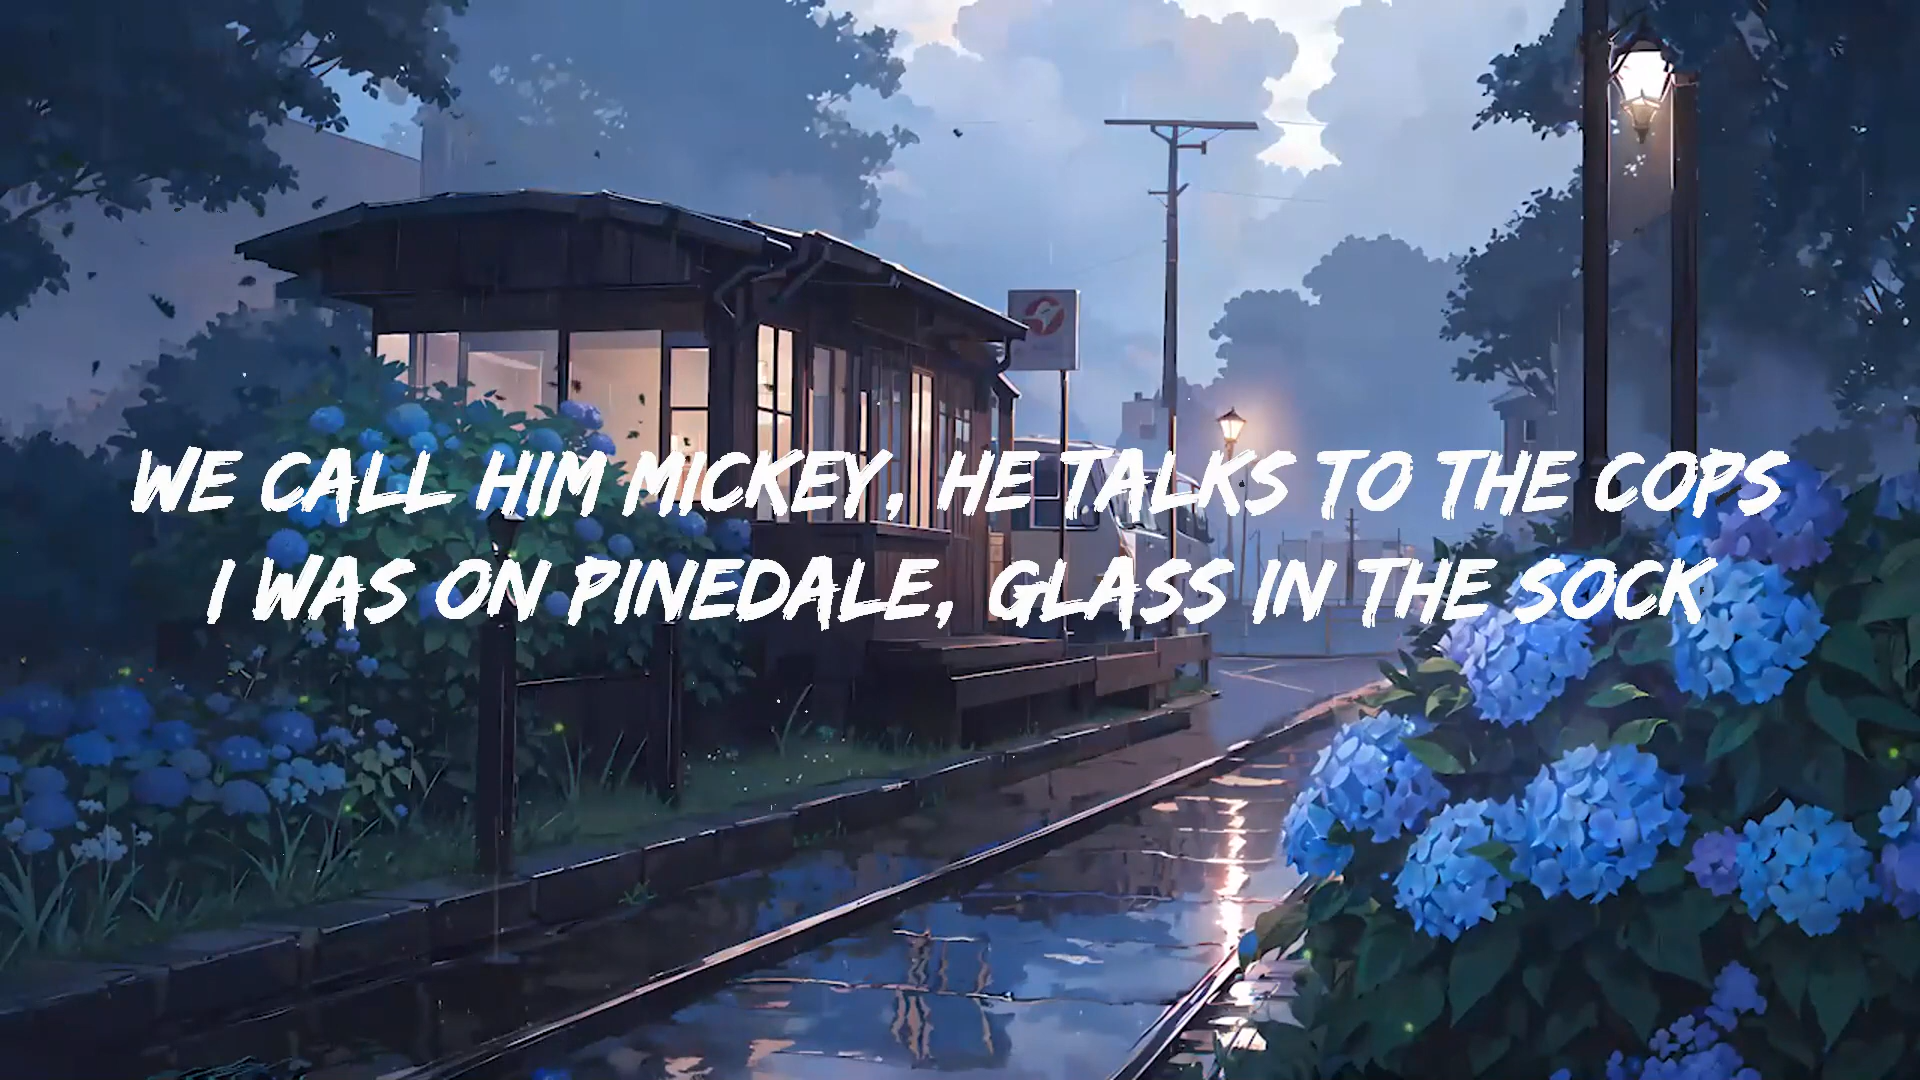 WE CALL HIM MICKEY, HE TALKS TO THE COPS
I WAS ON PINEDALE, GLASS IN THE SOCK